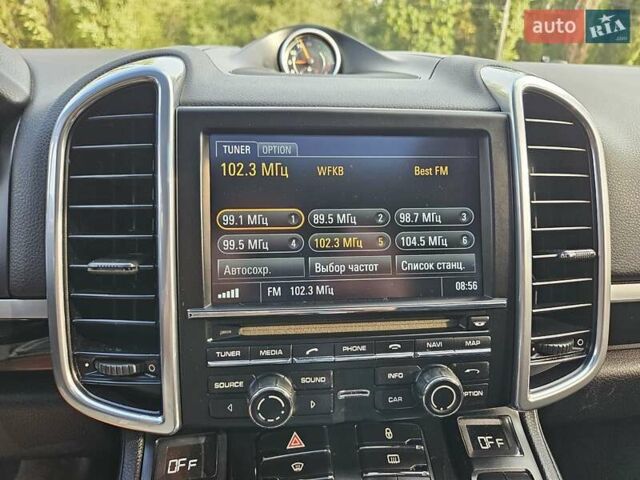 auto RIA.com
TUNER OPTION
102.3 МГц WFKB Best FM
99.1 МГц 1 89.5 МГц 2 98.7 МГц 3
99.5 МГц 4 102.3 МГц 5 104.5 МГц 6
Автосохр. Выбор частот Список станц.
FM 102.3 МГц 08:56
TUNER MEDIA PHONE NAVI MAP
SOURCE SOUND INFO
CAR OPTION
OFF OFF